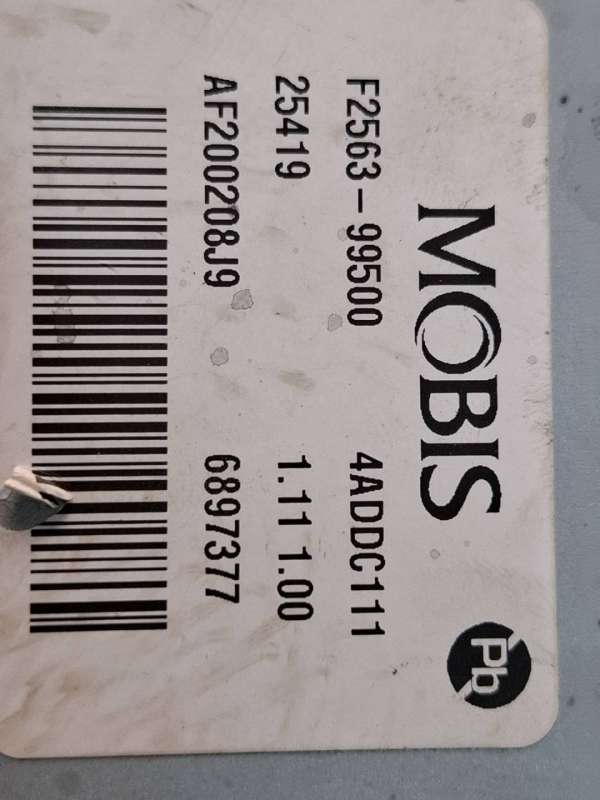 MOBIS
Pb
F2563-99500 4ADDC111
25419 1.11 1.00
AF200208J9 6897377